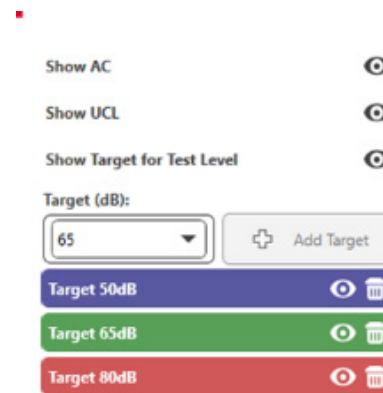 Show AC
Show UCL
Show Target for Test Level
Target (dB):
65
Add Target
Target 50dB
Target 65dB
Target 80dB